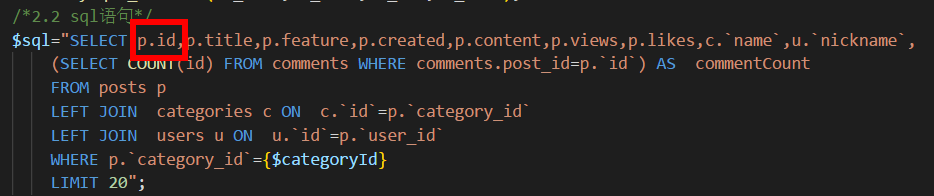 /*2.2 sql语句*/
$sql="SELECT p.id,p.title,p.feature,p.created,p.content,p.views,p.likes,c.`name`,u.`nickname`,
(SELECT COUNT(id) FROM comments WHERE comments.post_id=p.`id`) AS  commentCount
FROM posts p
LEFT JOIN  categories c ON  c.`id`=p.`category_id`
LEFT JOIN  users u ON  u.`id`=p.`user_id`
WHERE p.`category_id`={$categoryId}
LIMIT 20";